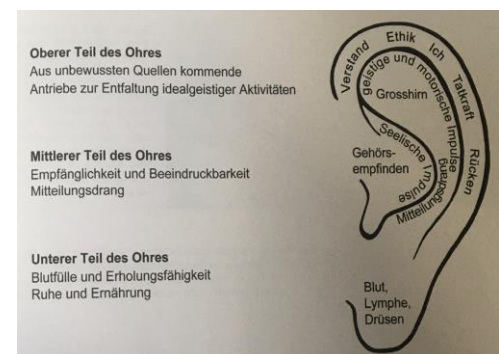 Oberer Teil des Ohres
Aus unbewussten Quellen kommende
Antriebe zur Entfaltung idealgeistiger Aktivitäten
Mittlerer Teil des Ohres
Empfänglichkeit und Beeindruckbarkeit
Mitteilungsdrang
Unterer Teil des Ohres
Blutfülle und Erholungsfähigkeit
Ruhe und Ernährung
Verstand Ethik Ich Tatkraft Rücken
geistige und motorische Impulse
Grosshirn
Seelische Impulse
Mitteilungsdrang
Gehörs-
empfinden
Blut,
Lymphe,
Drüsen